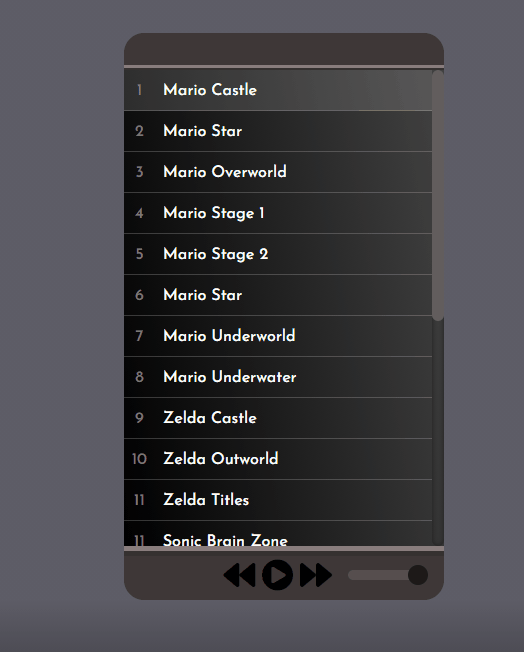 1 Mario Castle
2 Mario Star
3 Mario Overworld
4 Mario Stage 1
5 Mario Stage 2
6 Mario Star
7 Mario Underworld
8 Mario Underwater
9 Zelda Castle
10 Zelda Outworld
11 Zelda Titles
11 Sonic Brain Zone